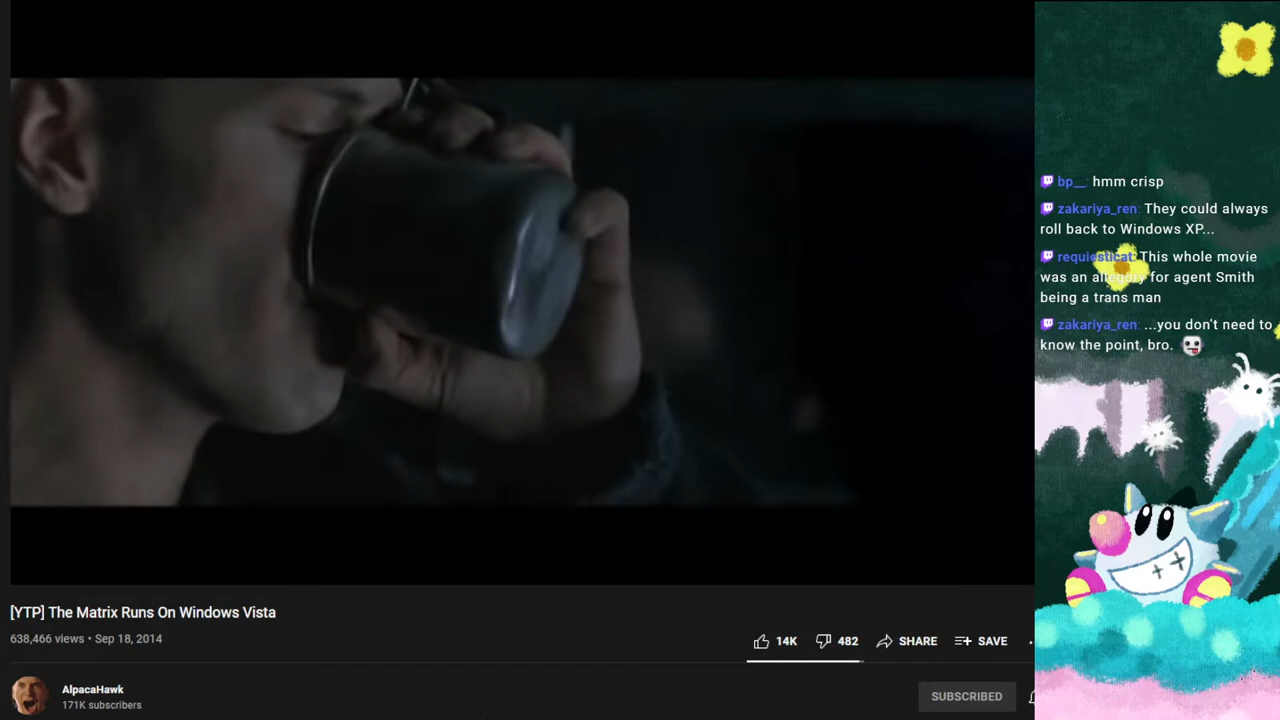 bp__: hmm crisp
zakariya_ren: They could always
roll back to Windows XP...
requiesticat: This whole movie
was an allegory for agent Smith
being a trans man
zakariya_ren: ...you don't need to
know the point, bro.
[YTP] The Matrix Runs On Windows Vista
638,466 views • Sep 18, 2014
14K 482 SHARE SAVE
AlpacaHawk
171K subscribers
SUBSCRIBED